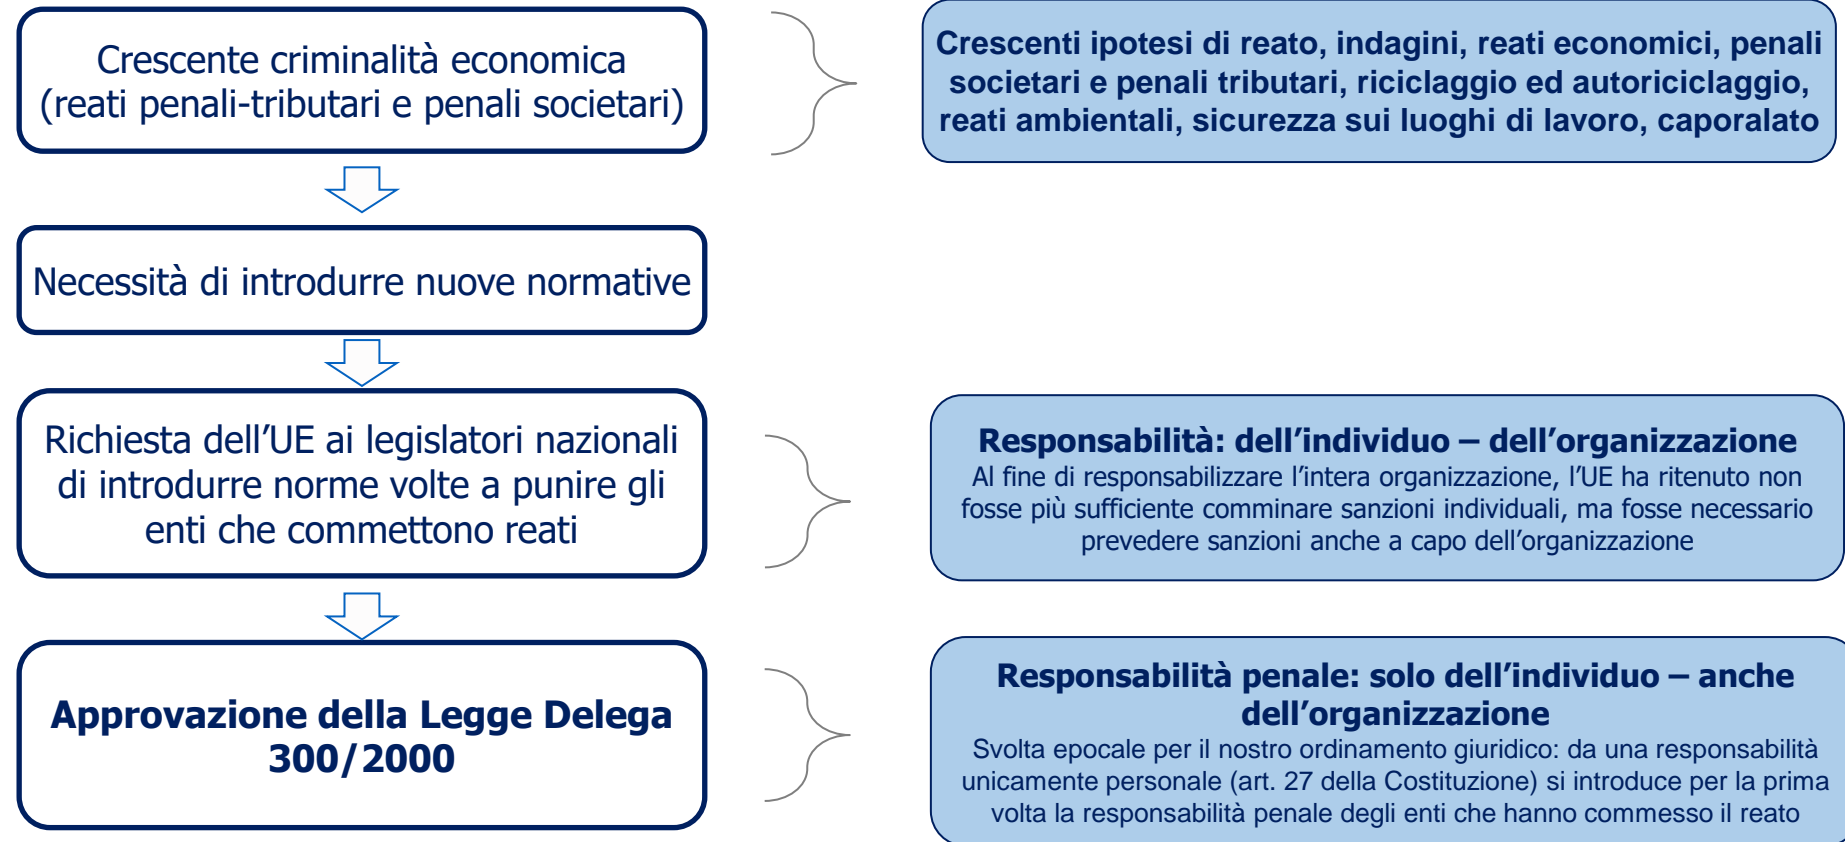 Crescente criminalità economica
(reati penali-tributari e penali societari)
Crescenti ipotesi di reato, indagini, reati economici, penali
societari e penali tributari, riciclaggio ed autoriciclaggio,
reati ambientali, sicurezza sui luoghi di lavoro, caporalato
Necessità di introdurre nuove normative
Richiesta dell’UE ai legislatori nazionali
di introdurre norme volte a punire gli
enti che commettono reati
Responsabilità: dell’individuo – dell’organizzazione
Al fine di responsabilizzare l’intera organizzazione, l’UE ha ritenuto non
fosse più sufficiente comminare sanzioni individuali, ma fosse necessario
prevedere sanzioni anche a capo dell’organizzazione
Approvazione della Legge Delega
300/2000
Responsabilità penale: solo dell’individuo – anche
dell’organizzazione
Svolta epocale per il nostro ordinamento giuridico: da una responsabilità
unicamente personale (art. 27 della Costituzione) si introduce per la prima
volta la responsabilità penale degli enti che hanno commesso il reato